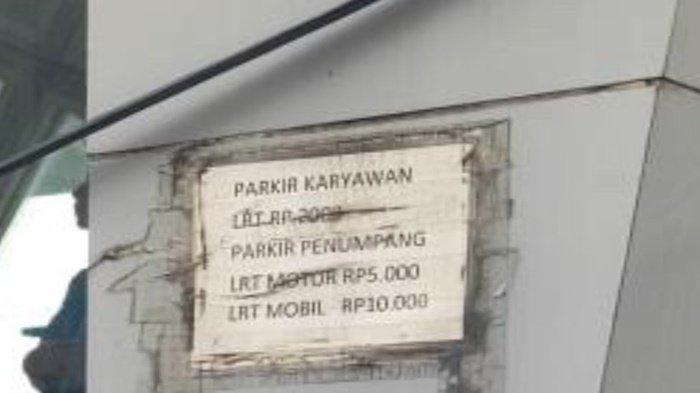 PARKIR KARYAWAN
LRT RP 2000
PARKIR PENUMPANG
LRT MOTOR RP5.000
LRT MOBIL RP10.000